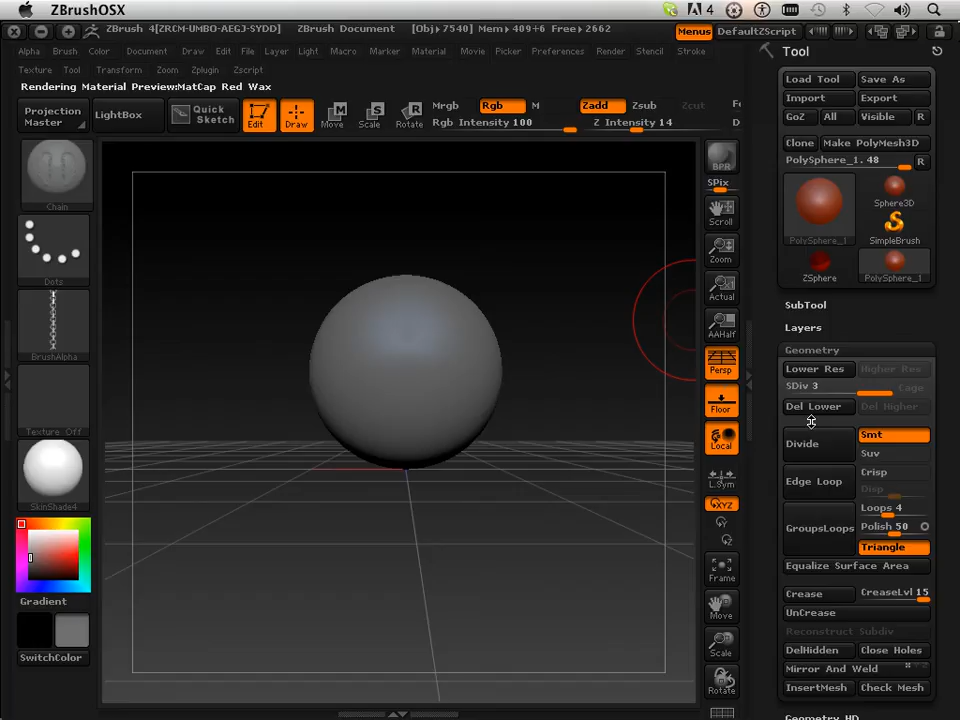 ZBrushOSX
4
ZBrush 4[ZRCM-UMBO-AEGJ-SYDD] ZBrush Document [Obj▸7540] Mem▸409+6 Free▸2662 Menus DefaultZScript
Alpha Brush Color Document Draw Edit File Layer Light Macro Marker Material Movie Picker Preferences Render Stencil Stroke
Texture Tool Transform Zoom Zplugin Zscript
Rendering Material Preview:MatCap Red Wax
Projection Master
LightBox
Quick Sketch
Edit
Draw
Move
Scale
Rotate
Mrgb Rgb M
Rgb Intensity 100
Zadd Zsub Zcut
Z Intensity 14
Fo
D
Chain
Dots
BrushAlpha
Texture Off
SkinShade4
Gradient
SwitchColor
BPR
SPix
Scroll
Zoom
Actual
AAHalf
Persp
Floor
Local
L.Sym
XYZ
Y
Z
Frame
Move
Scale
Rotate
Tool
Load Tool Save As
Import Export
GoZ All Visible R
Clone Make PolyMesh3D
PolySphere_1. 48 R
PolySphere_1
Sphere3D
SimpleBrush
ZSphere
PolySphere_1
SubTool
Layers
Geometry
Lower Res Higher Res
SDiv 3 Cage
Del Lower Del Higher
Divide
Smt
Suv
Edge Loop
Crisp
Disp
GroupsLoops
Loops 4
Polish 50
Triangle
Equalize Surface Area
Crease CreaseLvl 15
UnCrease
Reconstruct Subdiv
DelHidden Close Holes
Mirror And Weld
InsertMesh Check Mesh
Geometry HD